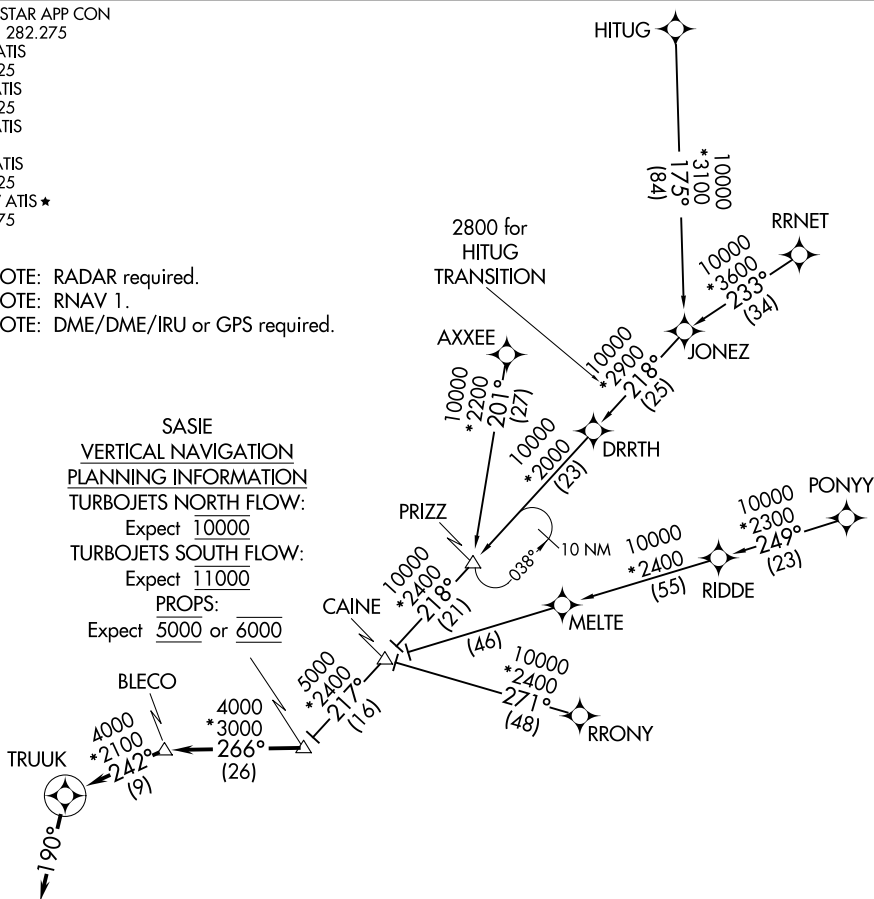 STAR APP CON
282.275
ATIS
25
ATIS
25
ATIS
ATIS
25
ATIS ★
75
OTE: RADAR required.
OTE: RNAV 1.
OTE: DME/DME/IRU or GPS required.
HITUG
10000
*3100
175°
(84)
RRNET
10000
*3600
233°
(34)
2800 for
HITUG
TRANSITION
JONEZ
10000
*2900
218°
(25)
AXXEE
10000
*2200
201°
(27)
DRRTH
10000
*2000
(23)
PRIZZ
038°
10 NM
PONYY
10000
*2300
249°
(23)
RIDDE
10000
*2400
(55)
MELTE
(46)
10000
*2400
218°
(21)
CAINE
10000
*2400
271°
(48)
RRONY
SASIE
VERTICAL NAVIGATION
PLANNING INFORMATION
TURBOJETS NORTH FLOW:
Expect 10000
TURBOJETS SOUTH FLOW:
Expect 11000
PROPS:
Expect 5000 or 6000
5000
*2400
217°
(16)
BLECO
4000
*3000
266°
(26)
4000
*2100
242°
(9)
TRUUK
190°